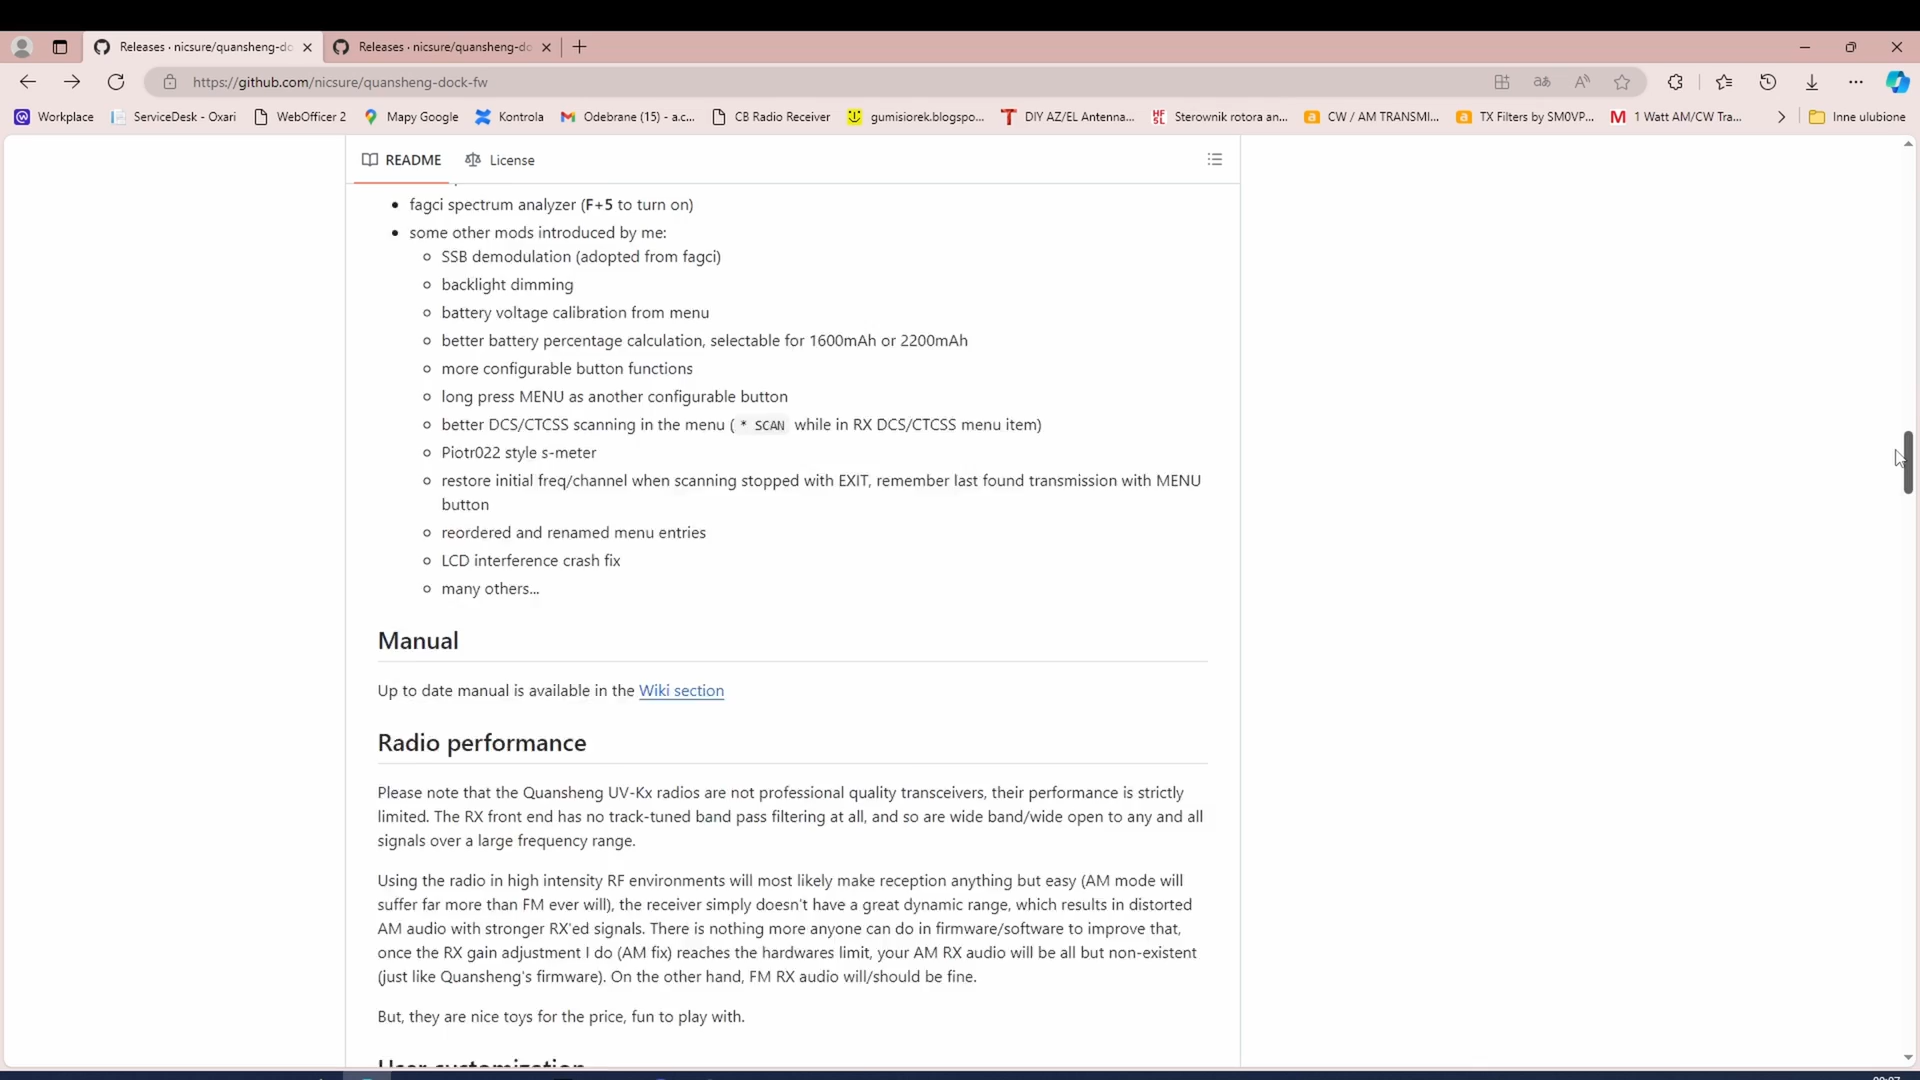 Releases · nicsure/quansheng-do
Releases · nicsure/quansheng-do
https://github.com/nicsure/quansheng-dock-fw
Workplace
ServiceDesk - Oxari
WebOfficer 2
Mapy Google
Kontrola
Odebrane (15) - a.c...
CB Radio Receiver
gumisiorek.blogspo...
DIY AZ/EL Antenna...
Sterownik rotora an...
CW / AM TRANSMI...
TX Filters by SM0VP...
1 Watt AM/CW Tra...
Inne ulubione
README
License
• fagci spectrum analyzer (F+5 to turn on)
• some other mods introduced by me:
◦ SSB demodulation (adopted from fagci)
◦ backlight dimming
◦ battery voltage calibration from menu
◦ better battery percentage calculation, selectable for 1600mAh or 2200mAh
◦ more configurable button functions
◦ long press MENU as another configurable button
◦ better DCS/CTCSS scanning in the menu ( * SCAN while in RX DCS/CTCSS menu item)
◦ Piotr022 style s-meter
◦ restore initial freq/channel when scanning stopped with EXIT, remember last found transmission with MENU
button
◦ reordered and renamed menu entries
◦ LCD interference crash fix
◦ many others...
Manual
Up to date manual is available in the Wiki section
Radio performance
Please note that the Quansheng UV-Kx radios are not professional quality transceivers, their performance is strictly
limited. The RX front end has no track-tuned band pass filtering at all, and so are wide band/wide open to any and all
signals over a large frequency range.
Using the radio in high intensity RF environments will most likely make reception anything but easy (AM mode will
suffer far more than FM ever will), the receiver simply doesn't have a great dynamic range, which results in distorted
AM audio with stronger RX'ed signals. There is nothing more anyone can do in firmware/software to improve that,
once the RX gain adjustment I do (AM fix) reaches the hardwares limit, your AM RX audio will be all but non-existent
(just like Quansheng's firmware). On the other hand, FM RX audio will/should be fine.
But, they are nice toys for the price, fun to play with.
User customization